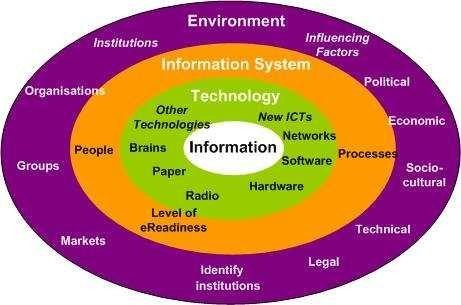 Environment
Institutions
Influencing
Factors
Information System
Organisations
Political
Technology
Other
Technologies
New ICTs
Economic
People
Brains
Information
Networks
Processes
Groups
Paper
Software
Socio-
cultural
Radio
Hardware
Level of
eReadiness
Markets
Technical
Identify
institutions
Legal